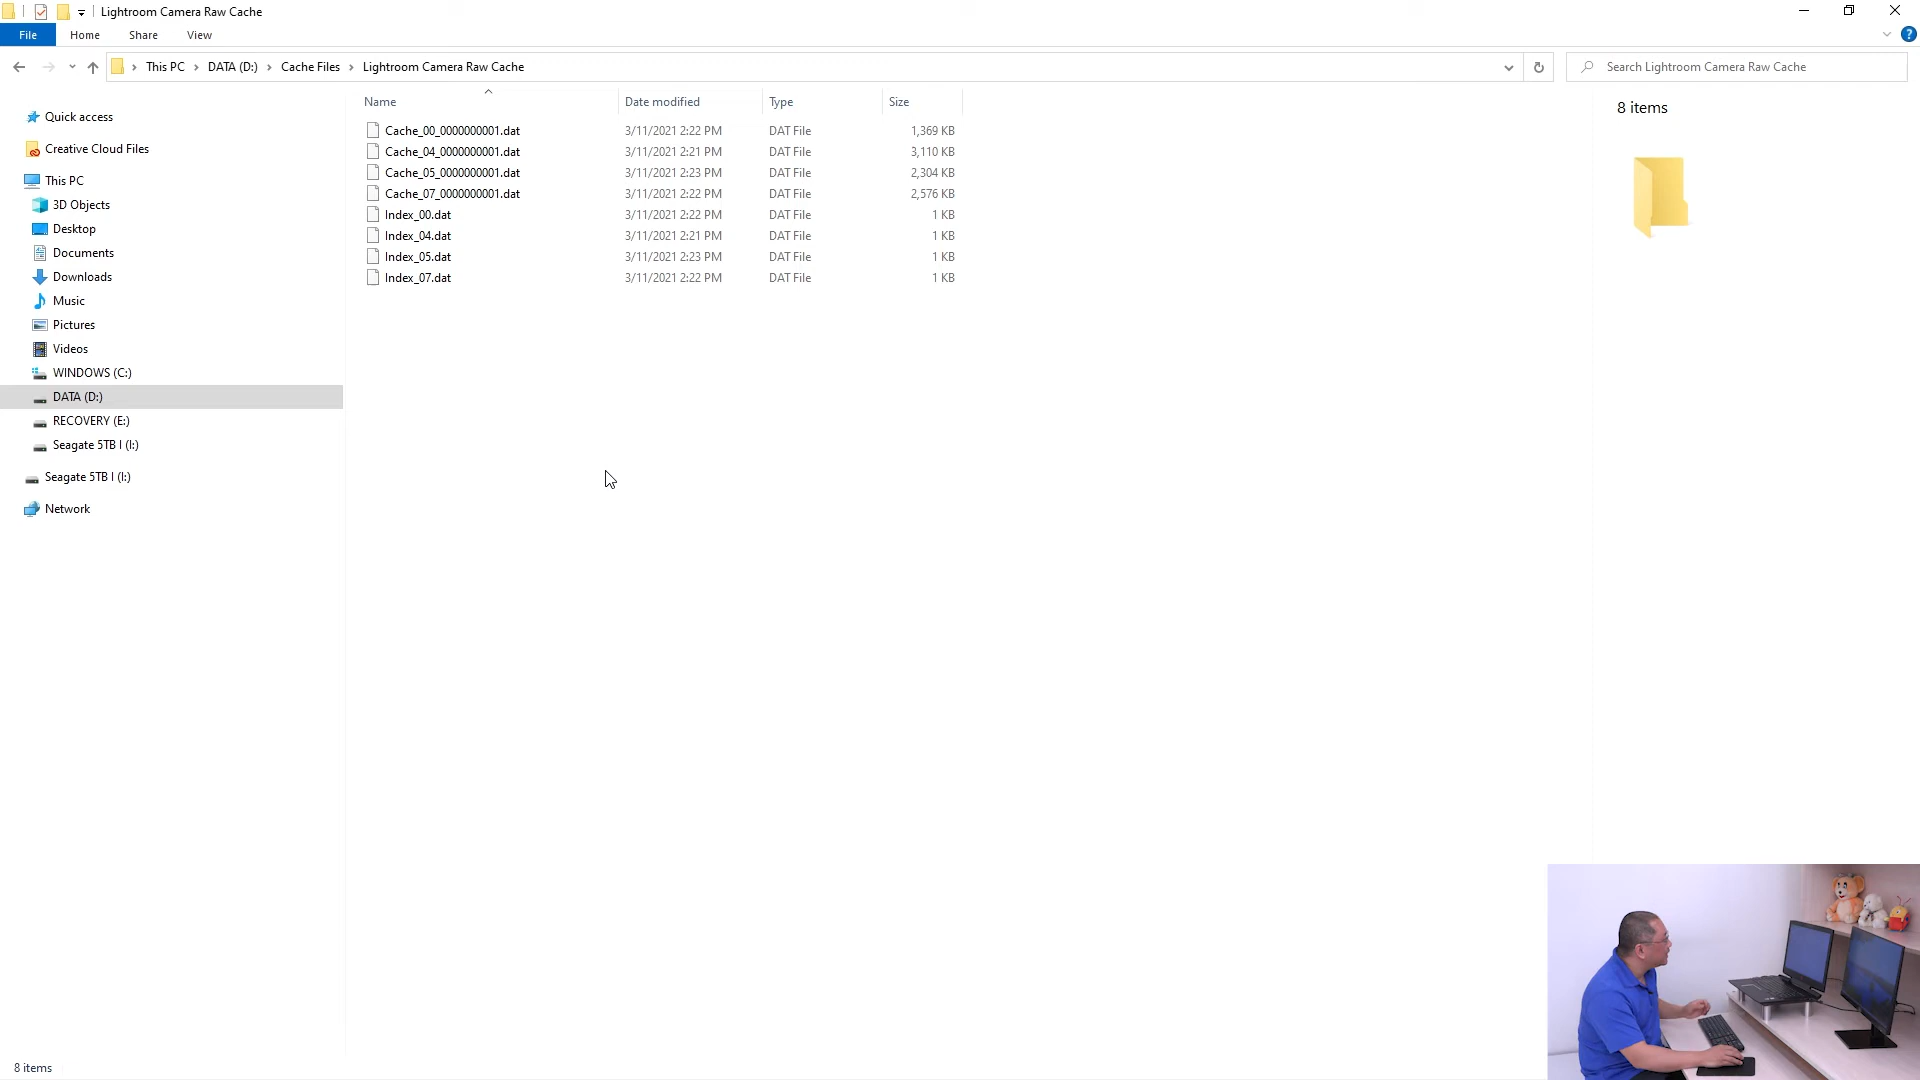 Lightroom Camera Raw Cache
File Home Share View
This PC DATA (D:) Cache Files Lightroom Camera Raw Cache
Search Lightroom Camera Raw Cache
Quick access
Creative Cloud Files
This PC
3D Objects
Desktop
Documents
Downloads
Music
Pictures
Videos
WINDOWS (C:)
DATA (D:)
RECOVERY (E:)
Seagate 5TB I (I:)
Seagate 5TB I (I:)
Network
Name Date modified Type Size
Cache_00_0000000001.dat 3/11/2021 2:22 PM DAT File 1,369 KB
Cache_04_0000000001.dat 3/11/2021 2:21 PM DAT File 3,110 KB
Cache_05_0000000001.dat 3/11/2021 2:23 PM DAT File 2,304 KB
Cache_07_0000000001.dat 3/11/2021 2:22 PM DAT File 2,576 KB
Index_00.dat 3/11/2021 2:22 PM DAT File 1 KB
Index_04.dat 3/11/2021 2:21 PM DAT File 1 KB
Index_05.dat 3/11/2021 2:23 PM DAT File 1 KB
Index_07.dat 3/11/2021 2:22 PM DAT File 1 KB
8 items
8 items